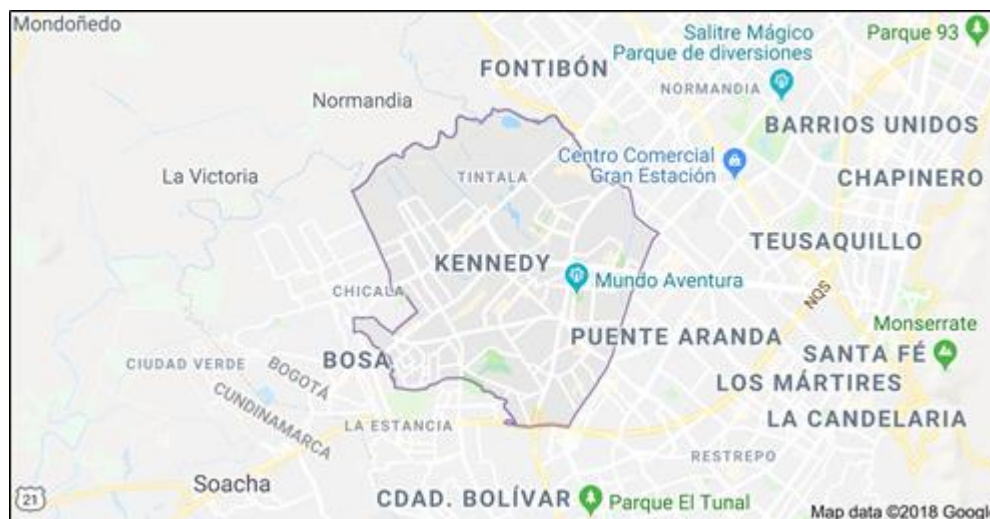 Mondoñedo
Salitre Mágico
Parque de diversiones
Parque 93
FONTIBÓN
NORMANDIA
Normandia
BARRIOS UNIDOS
Centro Comercial
Gran Estación
La Victoria
TINTALA
CHAPINERO
TEUSAQUILLO
KENNEDY
Mundo Aventura
CHICALA
NQS
Monserrate
PUENTE ARANDA
SANTA FÉ
BOSA
CIUDAD VERDE
BOGOTÁ
LOS MÁRTIRES
CUNDINAMARCA
LA CANDELARIA
LA ESTANCIA
RESTREPO
Soacha
21
CDAD. BOLÍVAR
Parque El Tunal
Map data ©2018 Google